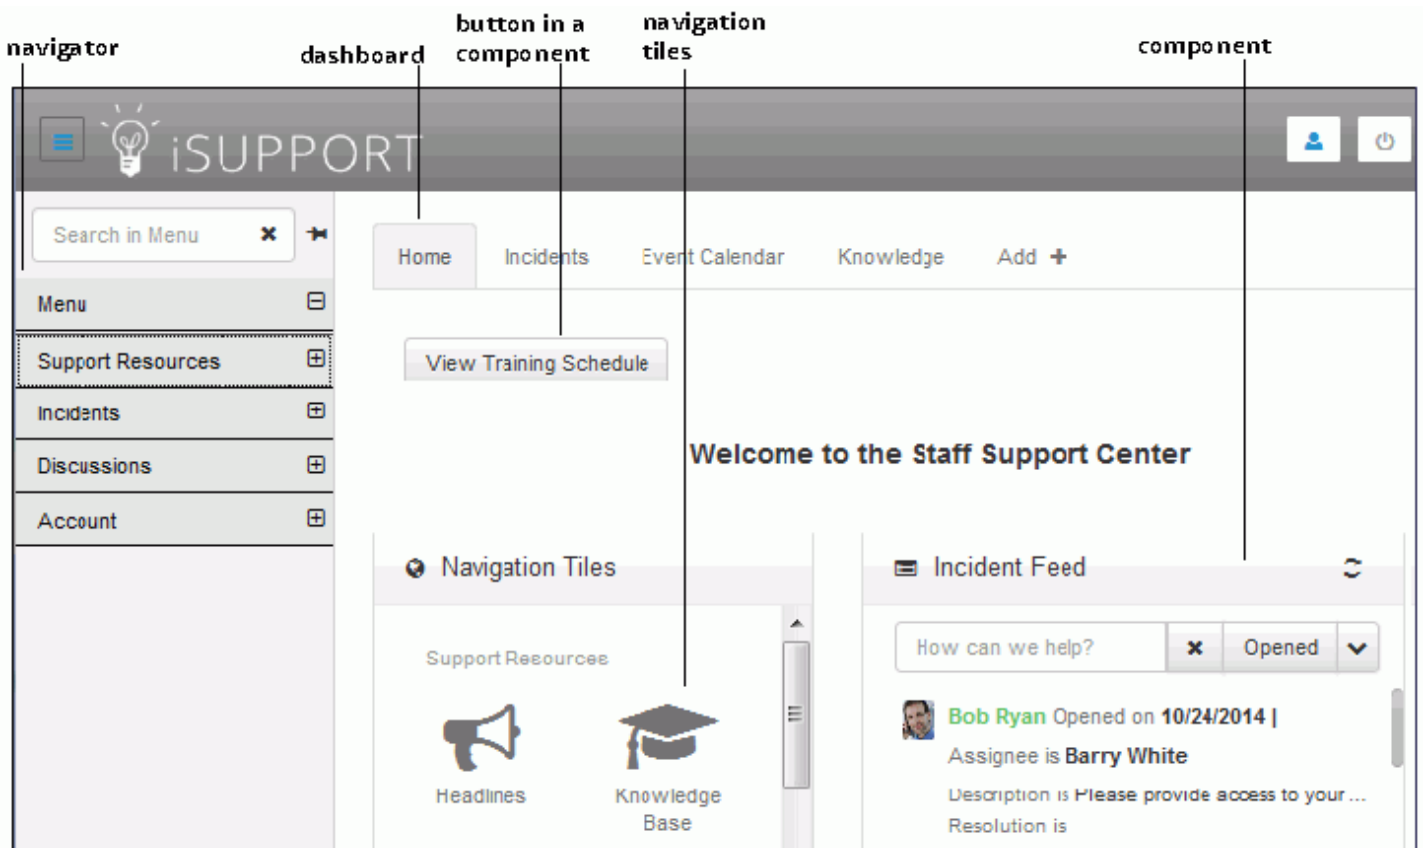 navigator
dashboard
button in a
component
navigation
tiles
component
iSUPPORT
Search in Menu
Menu
Support Resources
Incidents
Discussions
Account
Home
Incidents
Event Calendar
Knowledge
Add +
View Training Schedule
Welcome to the Staff Support Center
Navigation Tiles
Support Resources
Headlines
Knowledge
Base
Incident Feed
How can we help?
Opened
Bob Ryan Opened on 10/24/2014 |
Assignee is Barry White
Description is Please provide access to your ...
Resolution is